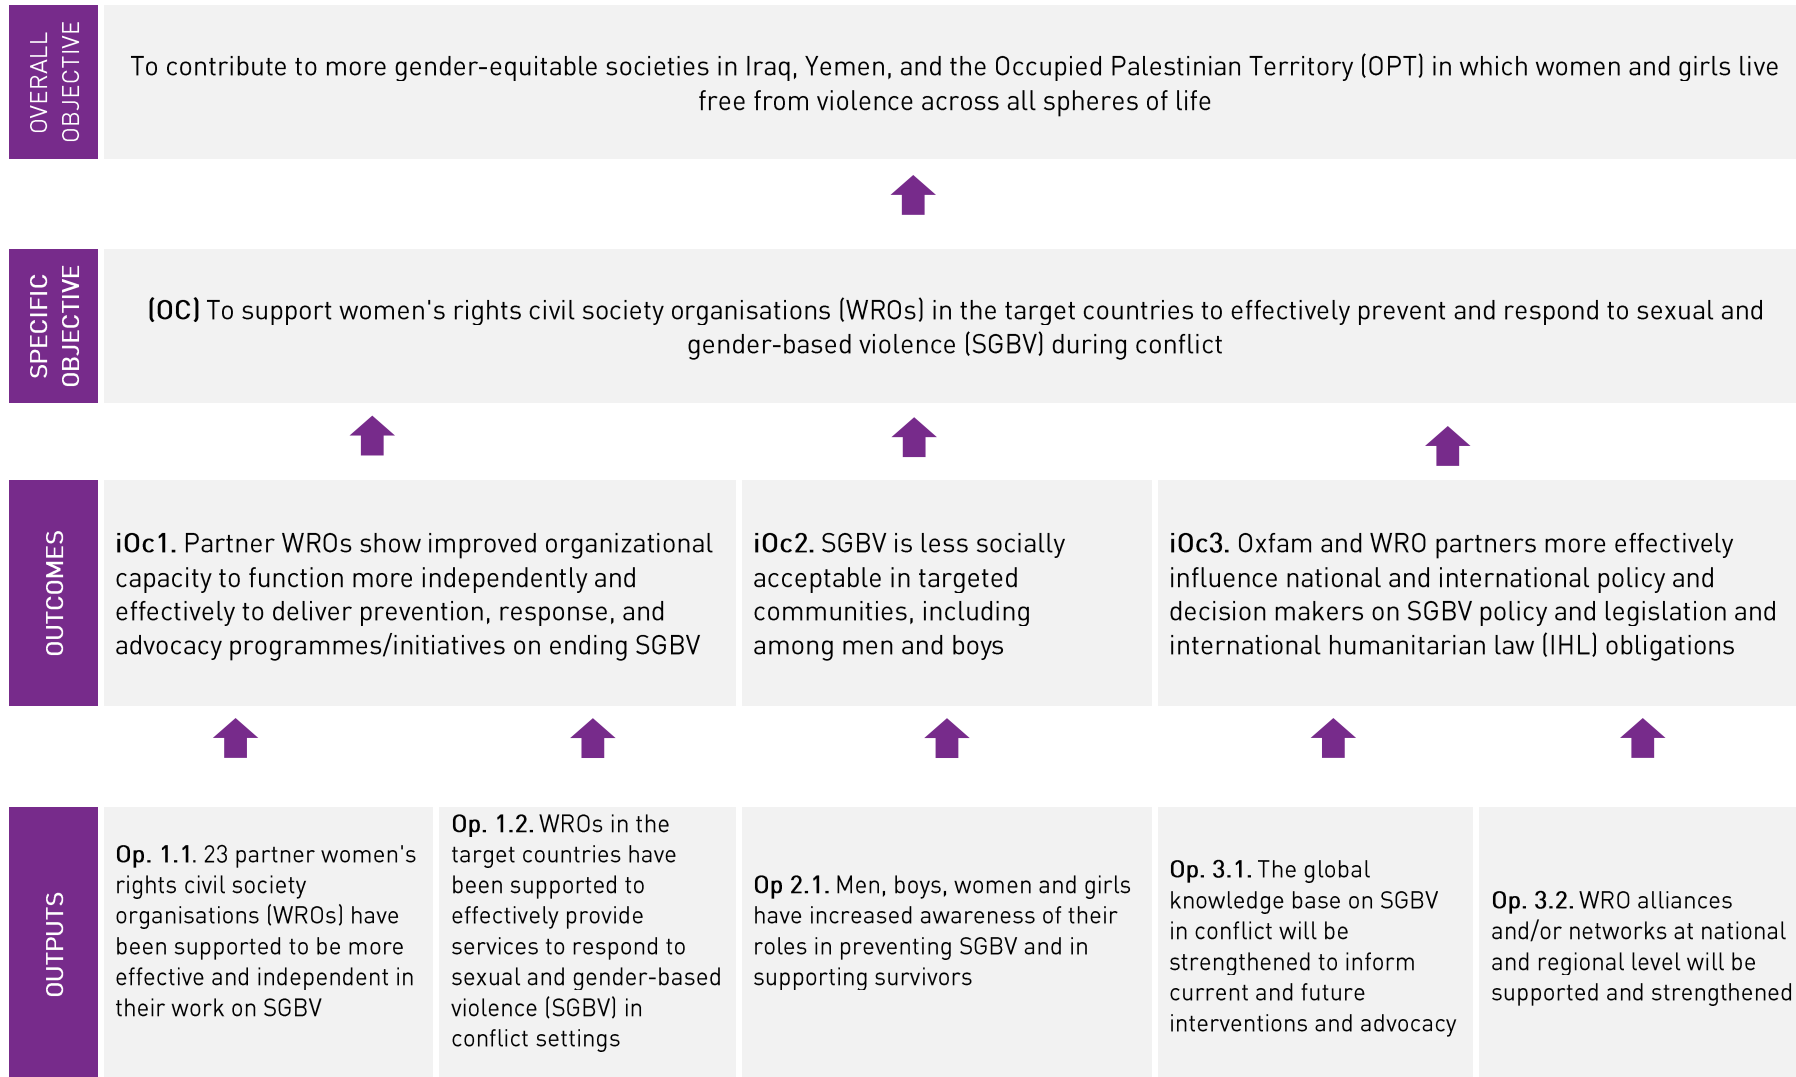 OVERALL
OBJECTIVE
To contribute to more gender-equitable societies in Iraq, Yemen, and the Occupied Palestinian Territory (OPT) in which women and girls live
free from violence across all spheres of life
SPECIFIC
OBJECTIVE
(OC) To support women's rights civil society organisations (WROs) in the target countries to effectively prevent and respond to sexual and
gender-based violence (SGBV) during conflict
OUTCOMES
iOc1. Partner WROs show improved organizational
capacity to function more independently and
effectively to deliver prevention, response, and
advocacy programmes/initiatives on ending SGBV
iOc2. SGBV is less socially
acceptable in targeted
communities, including
among men and boys
iOc3. Oxfam and WRO partners more effectively
influence national and international policy and
decision makers on SGBV policy and legislation and
international humanitarian law (IHL) obligations
OUTPUTS
Op. 1.1. 23 partner women's
rights civil society
organisations (WROs) have
been supported to be more
effective and independent in
their work on SGBV
Op. 1.2. WROs in the
target countries have
been supported to
effectively provide
services to respond to
sexual and gender-based
violence (SGBV) in
conflict settings
Op 2.1. Men, boys, women and girls
have increased awareness of their
roles in preventing SGBV and in
supporting survivors
Op. 3.1. The global
knowledge base on SGBV
in conflict will be
strengthened to inform
current and future
interventions and advocacy
Op. 3.2. WRO alliances
and/or networks at national
and regional level will be
supported and strengthened